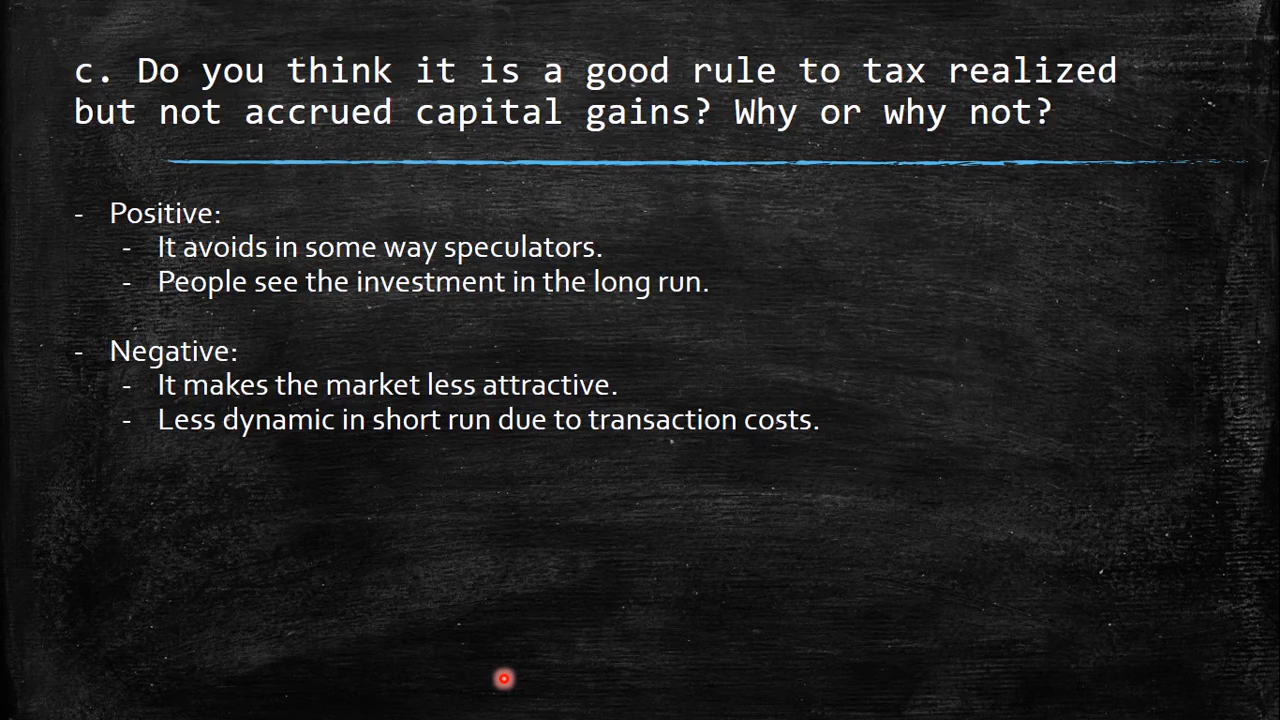 c. Do you think it is a good rule to tax realized
but not accrued capital gains? Why or why not?
- Positive:
- It avoids in some way speculators.
- People see the investment in the long run.
- Negative:
- It makes the market less attractive.
- Less dynamic in short run due to transaction costs.